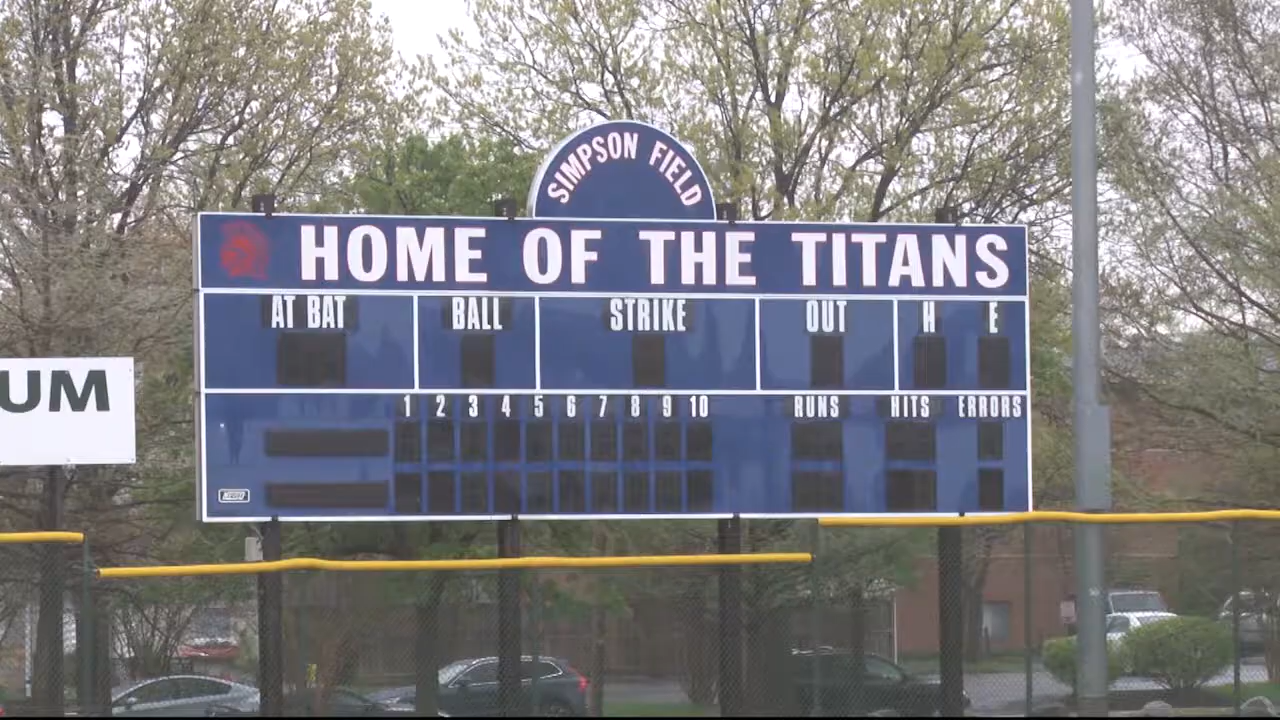 SIMPSON FIELD
HOME OF THE TITANS
AT BAT BALL STRIKE OUT H E
UM
1 2 3 4 5 6 7 8 9 10 RUNS HITS ERRORS